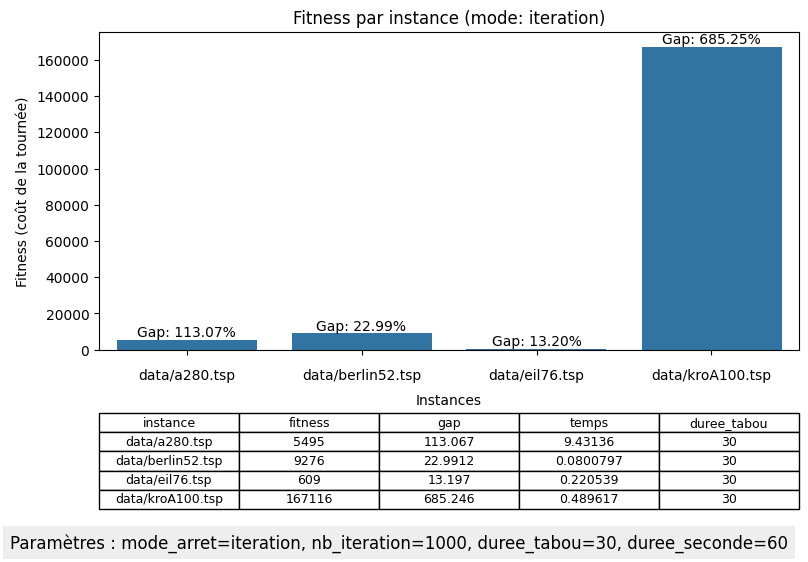 Fitness par instance (mode: iteration)
Fitness (coût de la tournée)
160000
140000
120000
100000
80000
60000
40000
20000
0
Gap: 113.07%
Gap: 22.99%
Gap: 13.20%
Gap: 685.25%
data/a280.tsp data/berlin52.tsp data/eil76.tsp data/kroA100.tsp
Instances
instance fitness gap temps duree_tabou
data/a280.tsp 5495 113.067 9.43136 30
data/berlin52.tsp 9276 22.9912 0.0800797 30
data/eil76.tsp 609 13.197 0.220539 30
data/kroA100.tsp 167116 685.246 0.489617 30
Paramètres : mode_arret=iteration, nb_iteration=1000, duree_tabou=30, duree_seconde=60